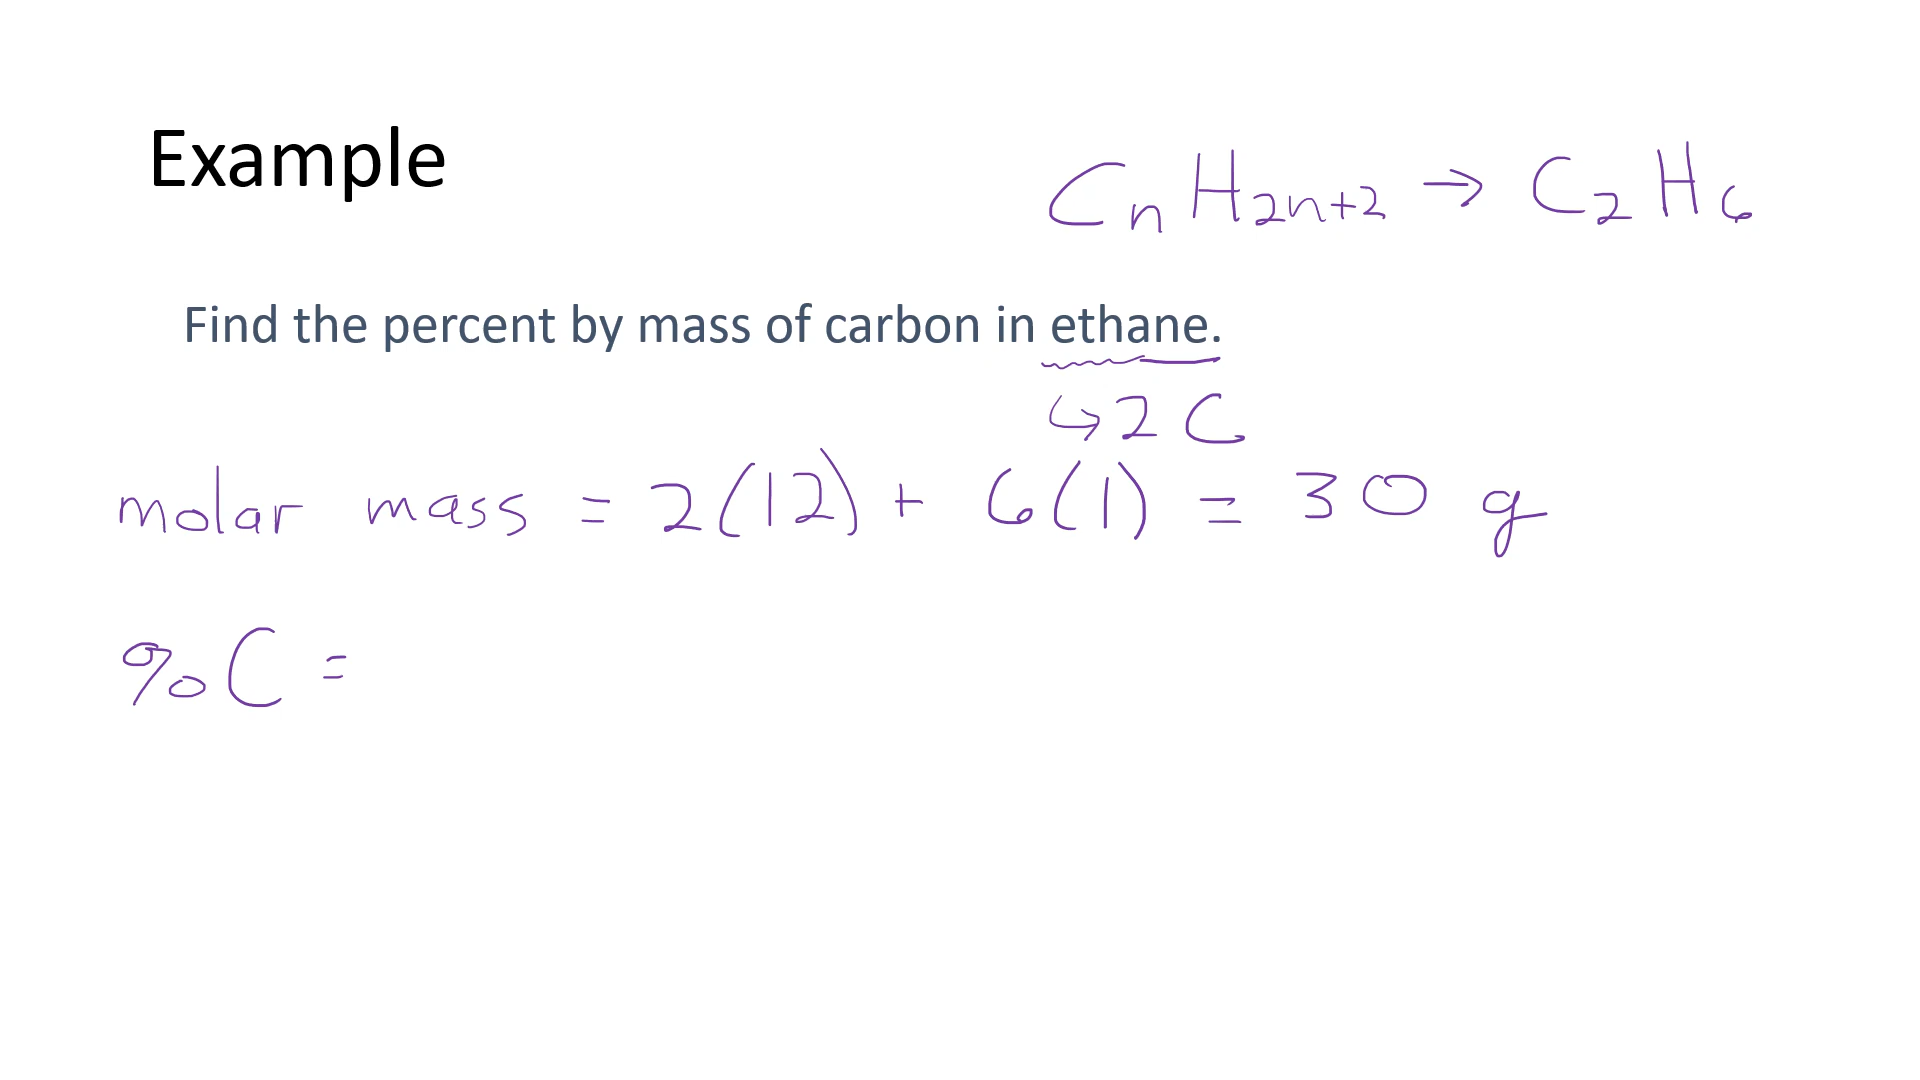 Example
CₙH₂ₙ₊₂ → C₂H₆
Find the percent by mass of carbon in ethane.
↪ 2 C
molar mass = 2(12) + 6(1) = 30 g
% C =